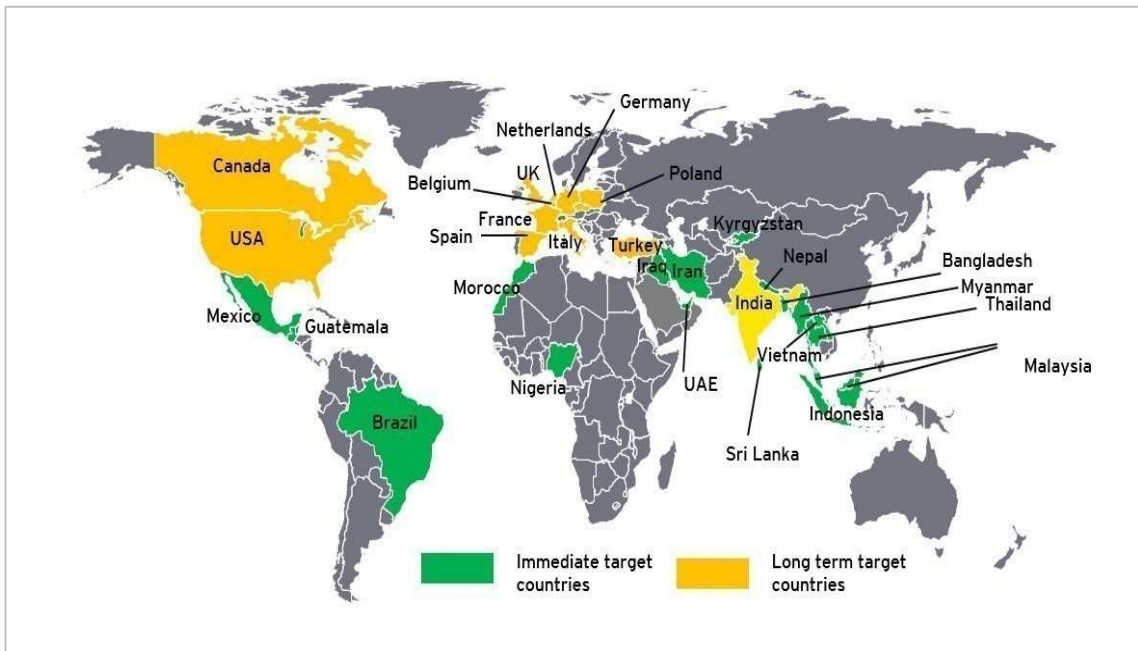 Germany
Netherlands
Canada
UK
Belgium
Poland
France
USA
Spain
Italy
Turkey
Kyrgyzstan
Iraq
Iran
Nepal
Bangladesh
Morocco
Myanmar
India
Thailand
Mexico
Guatemala
Vietnam
Malaysia
Nigeria
UAE
Brazil
Indonesia
Sri Lanka
Immediate target
countries
Long term target
countries